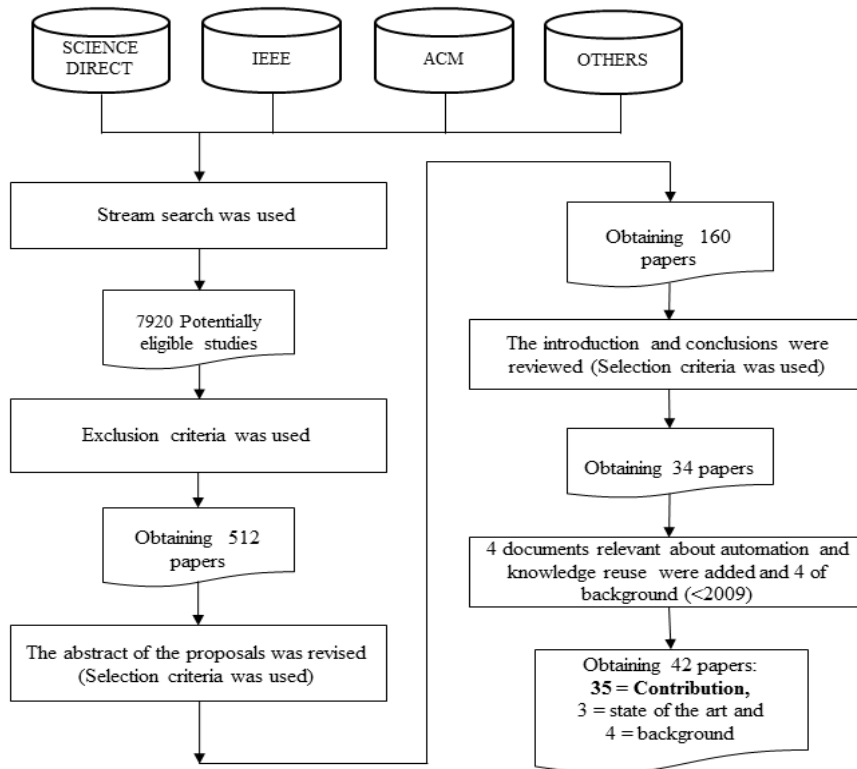 SCIENCE
DIRECT
IEEE
ACM
OTHERS
Stream search was used
7920 Potentially
eligible studies
Exclusion criteria was used
Obtaining 512
papers
The abstract of the proposals was revised
(Selection criteria was used)
Obtaining 160
papers
The introduction and conclusions were
reviewed (Selection criteria was used)
Obtaining 34 papers
4 documents relevant about automation and
knowledge reuse were added and 4 of
background (<2009)
Obtaining 42 papers:
35 = Contribution,
3 = state of the art and
4 = background